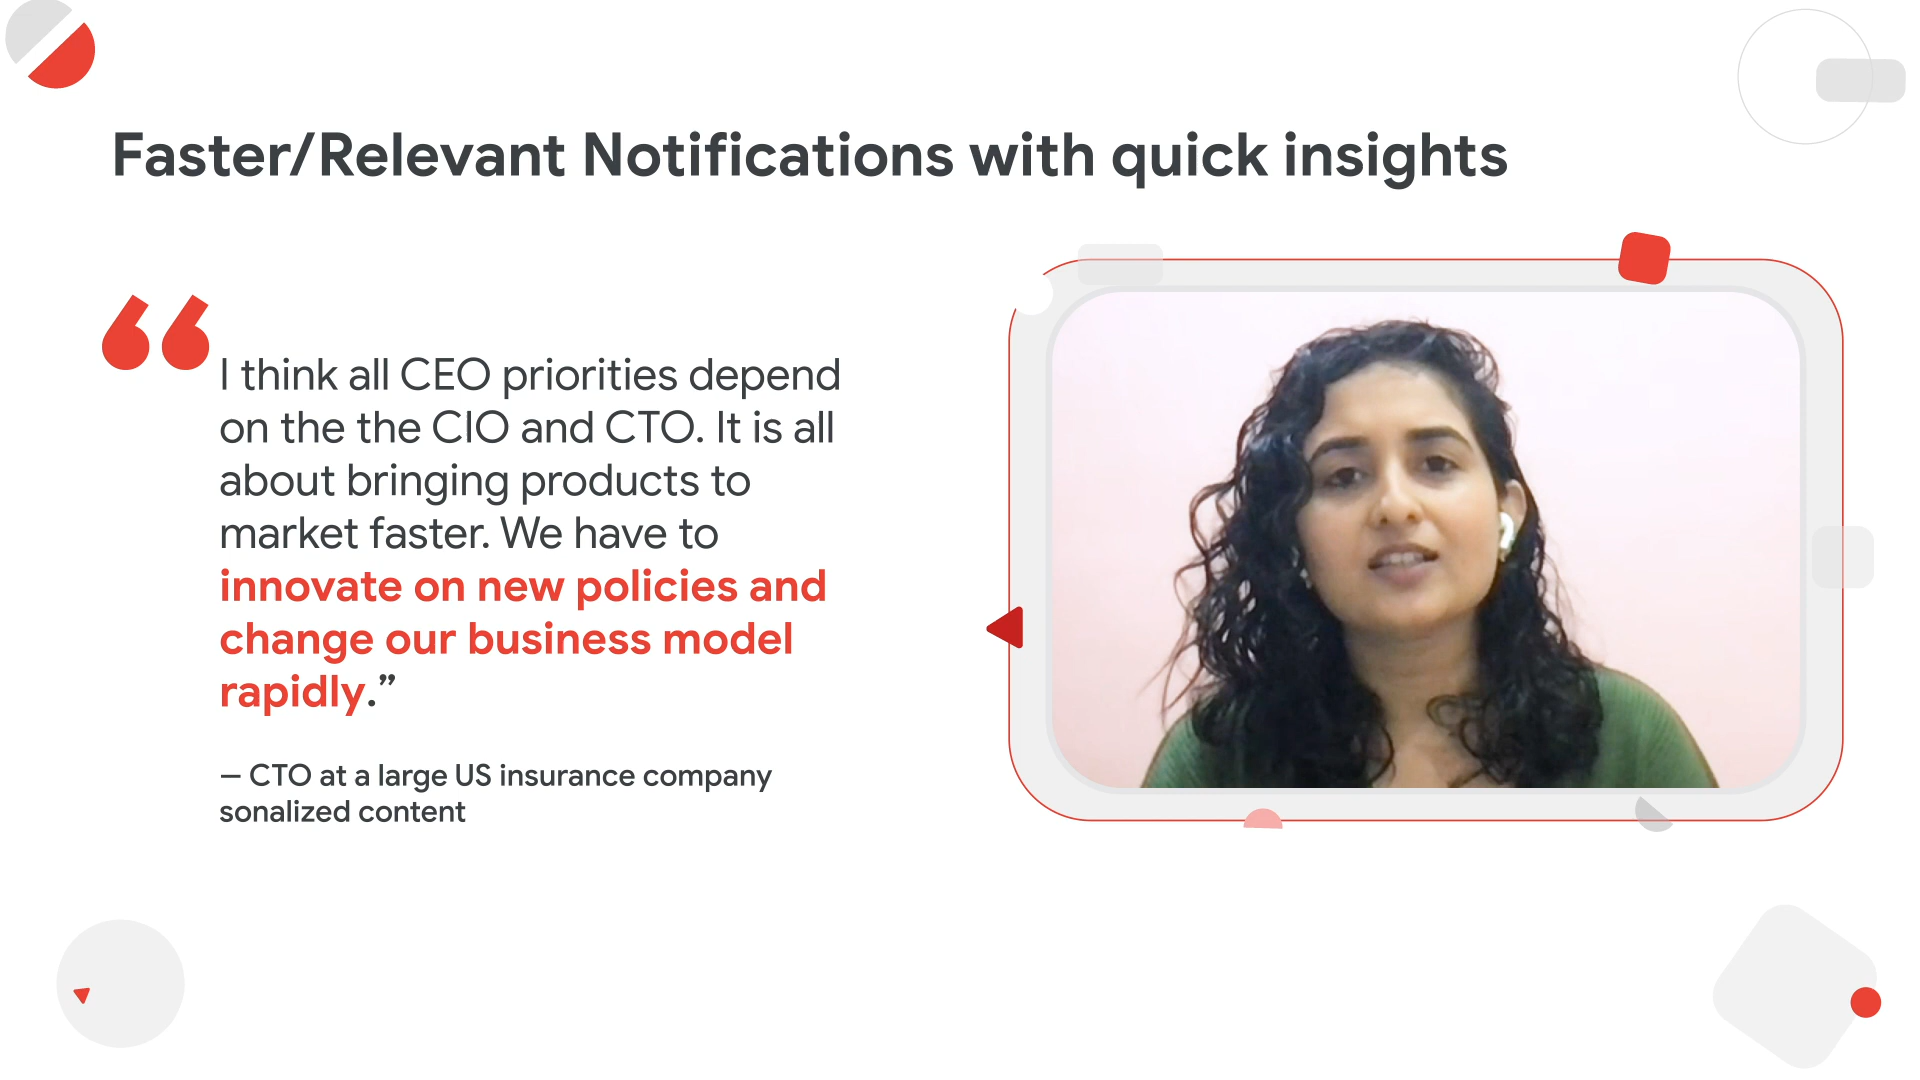 Faster/Relevant Notifications with quick insights
“
I think all CEO priorities depend
on the the CIO and CTO. It is all
about bringing products to
market faster. We have to
innovate on new policies and
change our business model
rapidly.”
— CTO at a large US insurance company
sonalized content